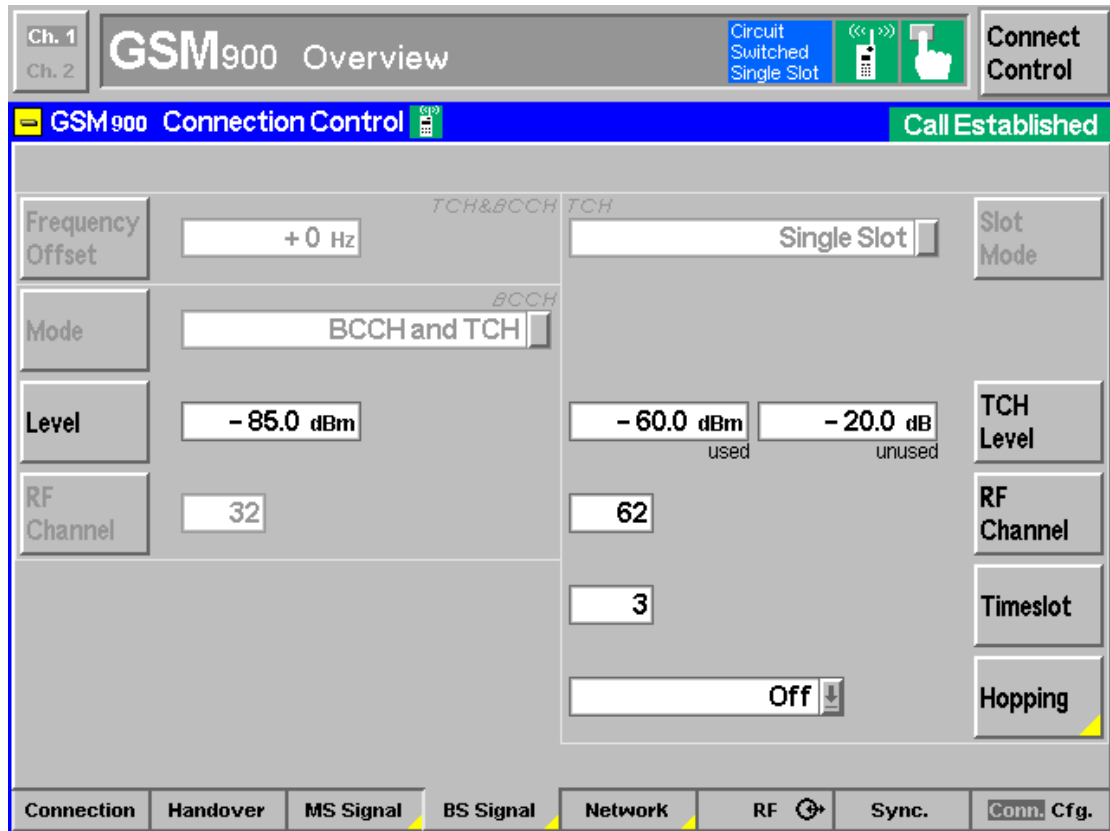 Ch. 1
Ch. 2
GSM900 Overview
Circuit
Switched
Single Slot
Connect
Control
GSM 900 Connection Control
Call Established
Frequency
Offset
+0 Hz
TCH&BCCH
TCH
Single Slot
Slot
Mode
Mode
BCCH
BCCH and TCH
Level
– 85.0 dBm
– 60.0 dBm
used
– 20.0 dB
unused
TCH
Level
RF
Channel
32
62
RF
Channel
3
Timeslot
Off
Hopping
Connection
Handover
MS Signal
BS Signal
Network
RF
Sync.
Conn. Cfg.